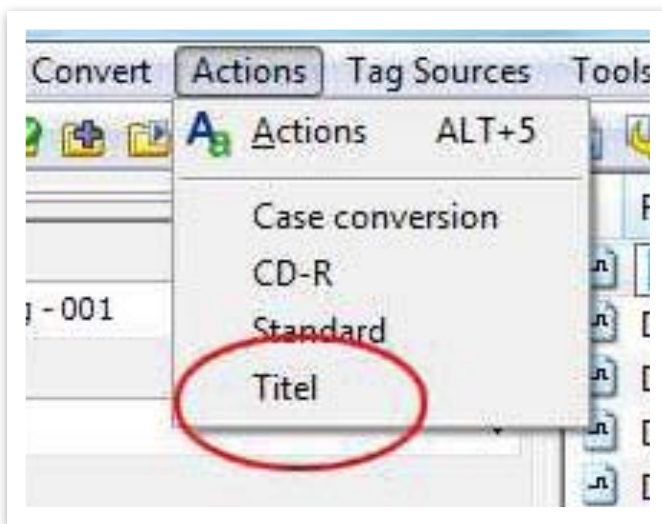 Convert Actions Tag Sources Tools
Actions ALT+5
Case conversion
CD-R
- 001
Standard
Titel